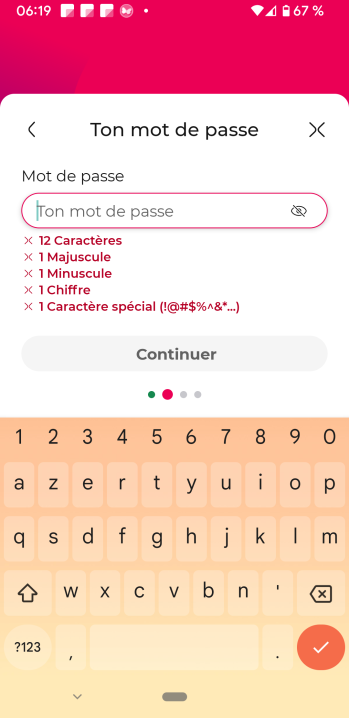 06:19 67 %
Ton mot de passe
Mot de passe
Ton mot de passe
12 Caractères
1 Majuscule
1 Minuscule
1 Chiffre
1 Caractère spécial (!@#$%^&*...)
Continuer
1 2 3 4 5 6 7 8 9 0
a z e r t y u i o p
q s d f g h j k l m
w x c v b n '
?123 , .